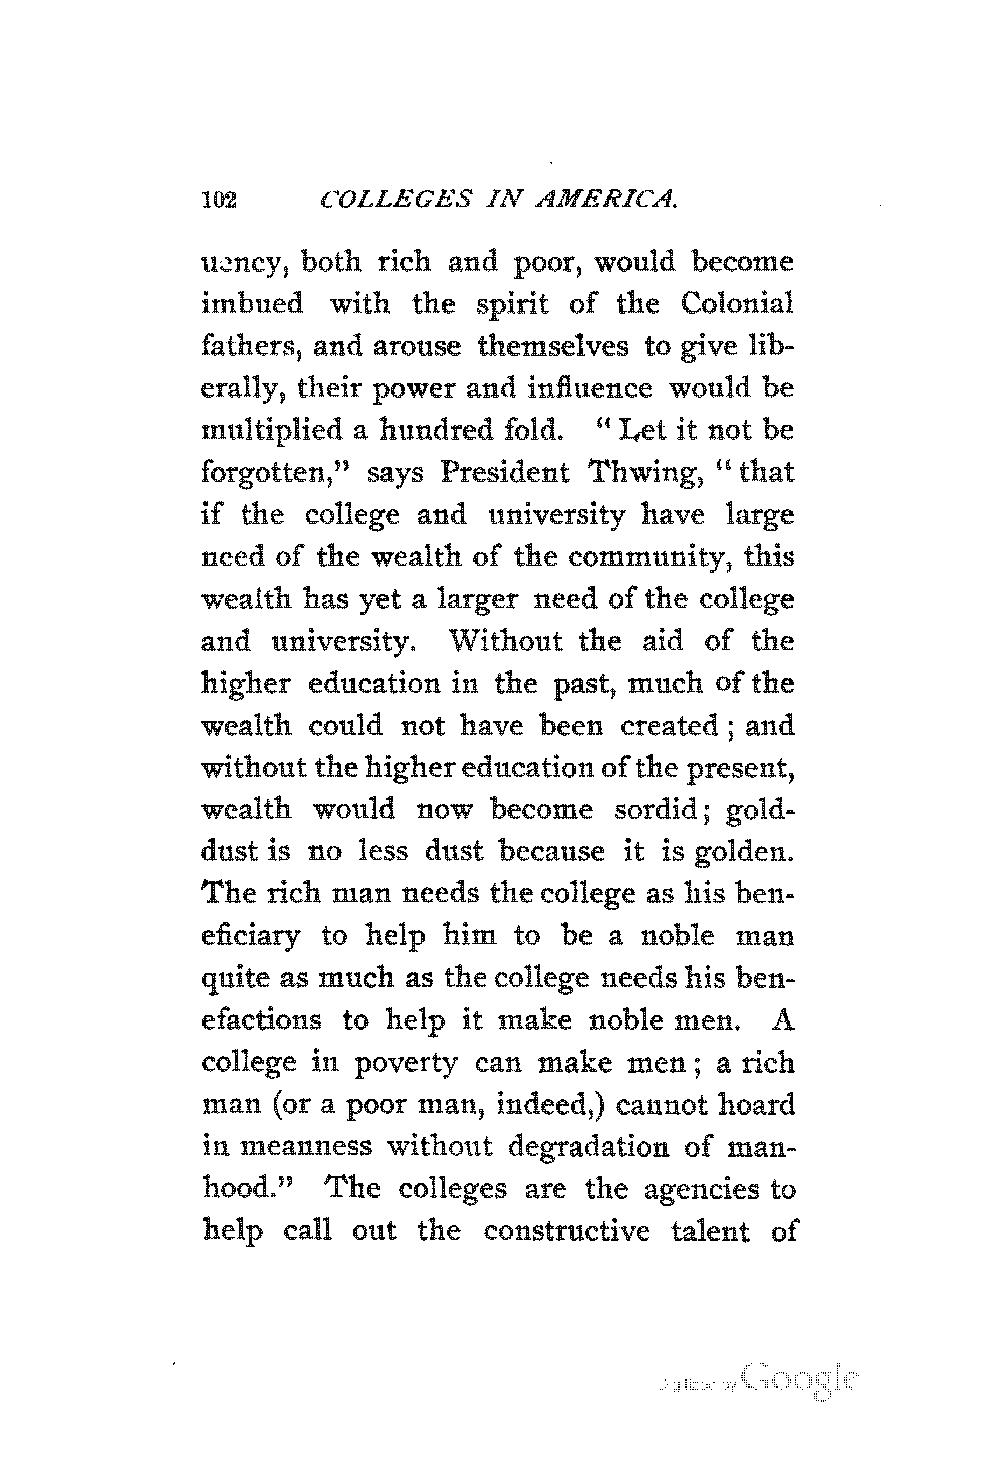 102 COLLEGES IN AMERICA.
uency, both rich and poor, would become
imbued with the spirit of the Colonial
fathers, and arouse themselves to give lib-
erally, their power and influence would be
multiplied a hundred fold. “Let it not be
forgotten,” says President Thwing, “that
if the college and university have large
need of the wealth of the community, this
wealth has yet a larger need of the college
and university. Without the aid of the
higher education in the past, much of the
wealth could not have been created; and
without the higher education of the present,
wealth would now become sordid; gold-
dust is no less dust because it is golden.
The rich man needs the college as his ben-
eficiary to help him to be a noble man
quite as much as the college needs his ben-
efactions to help it make noble men. A
college in poverty can make men; a rich
man (or a poor man, indeed,) cannot hoard
in meanness without degradation of man-
hood.” The colleges are the agencies to
help call out the constructive talent of
Digitized by Google